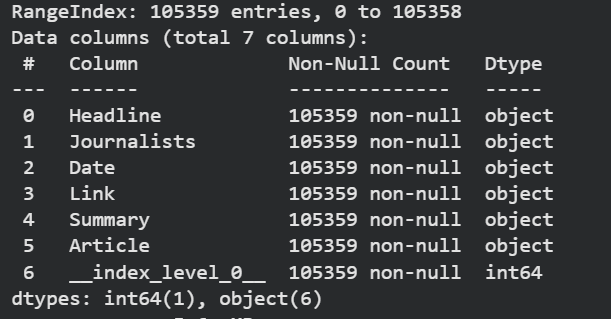 RangeIndex: 105359 entries, 0 to 105358
Data columns (total 7 columns):
 #   Column             Non-Null Count   Dtype
---  ------             --------------   -----
 0   Headline           105359 non-null  object
 1   Journalists        105359 non-null  object
 2   Date               105359 non-null  object
 3   Link               105359 non-null  object
 4   Summary            105359 non-null  object
 5   Article            105359 non-null  object
 6   __index_level_0__  105359 non-null  int64
dtypes: int64(1), object(6)